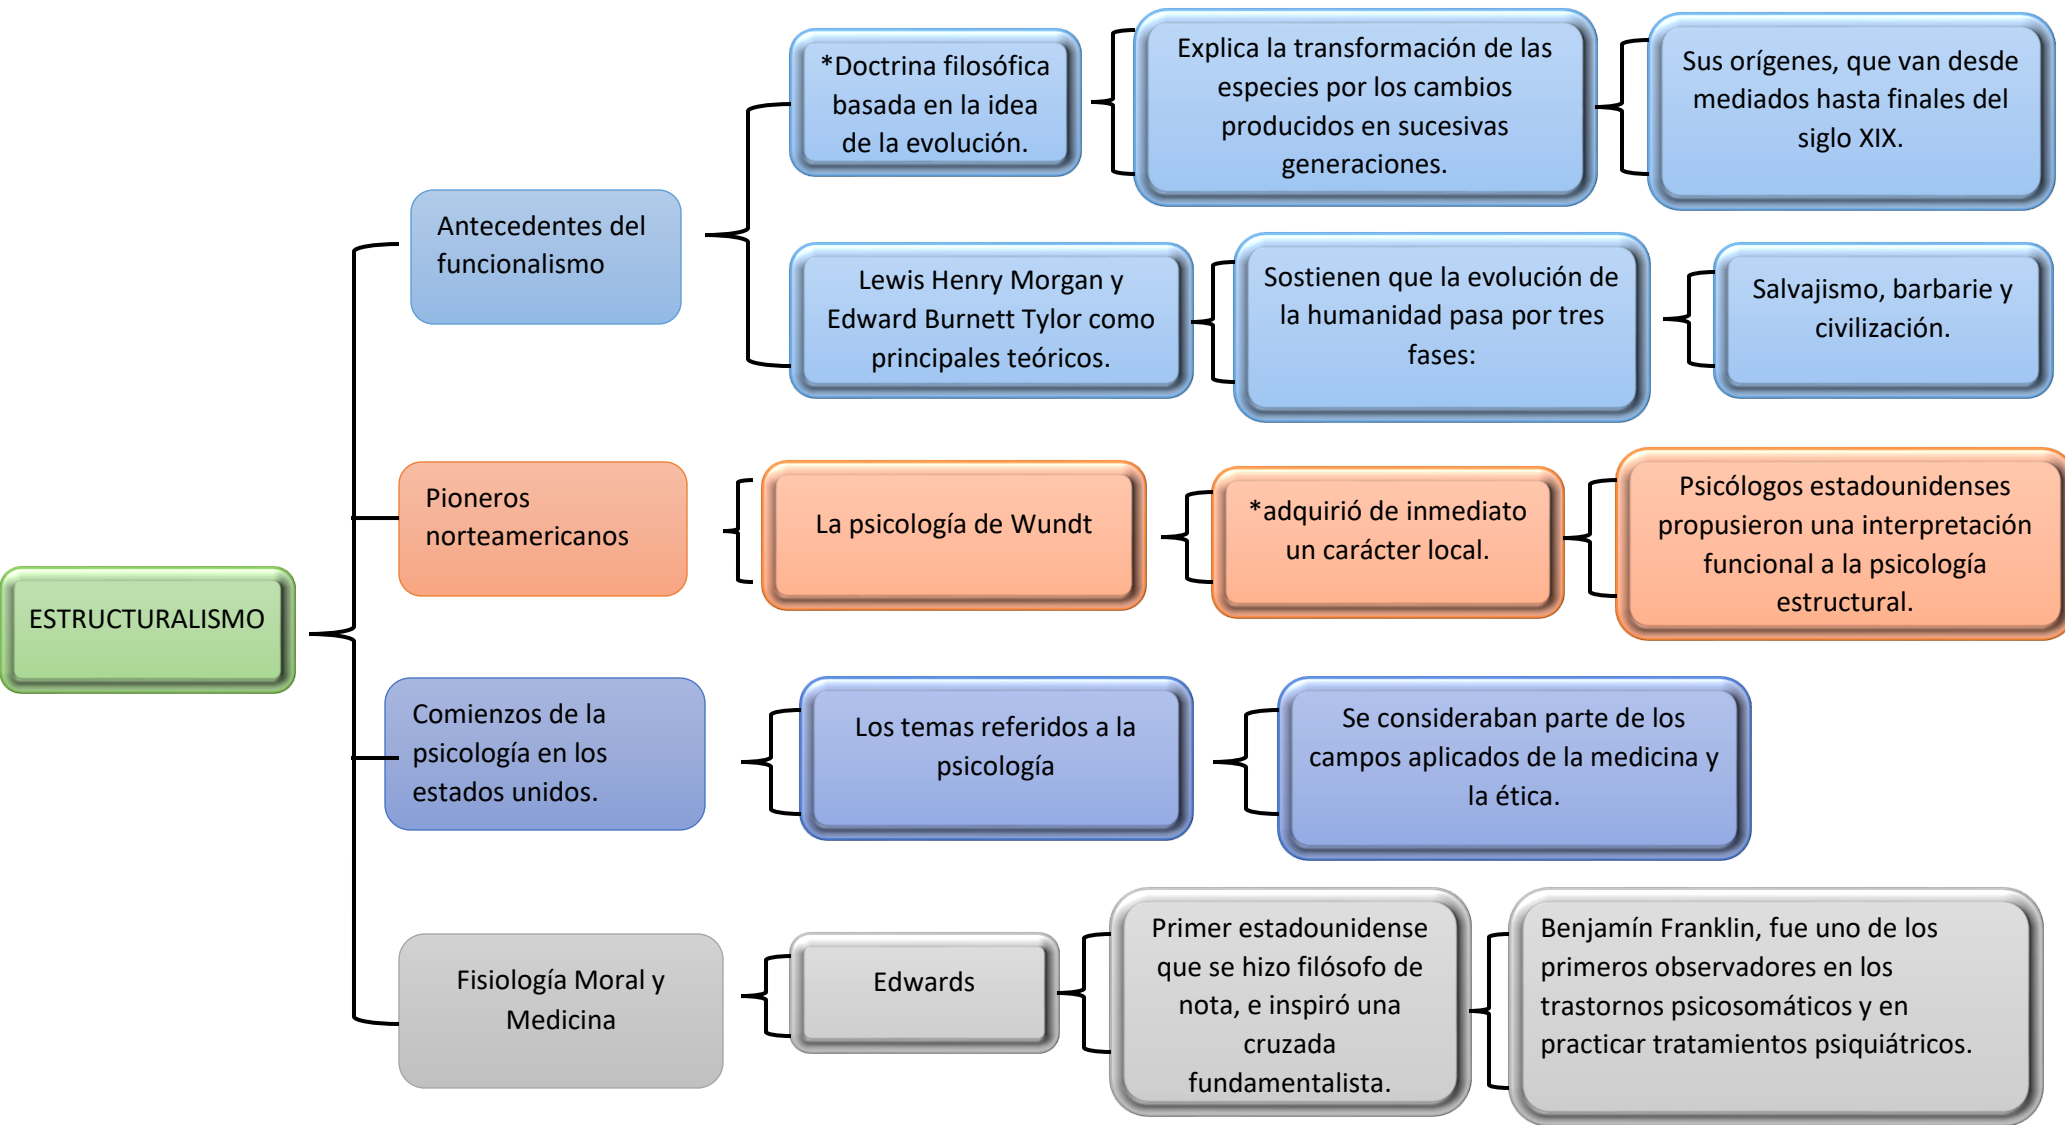 ESTRUCTURALISMO
Antecedentes del
funcionalismo
*Doctrina filosófica
basada en la idea
de la evolución.
Explica la transformación de las
especies por los cambios
producidos en sucesivas
generaciones.
Sus orígenes, que van desde
mediados hasta finales del
siglo XIX.
Lewis Henry Morgan y
Edward Burnett Tylor como
principales teóricos.
Sostienen que la evolución de
la humanidad pasa por tres
fases:
Salvajismo, barbarie y
civilización.
Pioneros
norteamericanos
La psicología de Wundt
*adquirió de inmediato
un carácter local.
Psicólogos estadounidenses
propusieron una interpretación
funcional a la psicología
estructural.
Comienzos de la
psicología en los
estados unidos.
Los temas referidos a la
psicología
Se consideraban parte de los
campos aplicados de la medicina y
la ética.
Fisiología Moral y
Medicina
Edwards
Primer estadounidense
que se hizo filósofo de
nota, e inspiró una
cruzada
fundamentalista.
Benjamín Franklin, fue uno de los
primeros observadores en los
trastornos psicosomáticos y en
practicar tratamientos psiquiátricos.